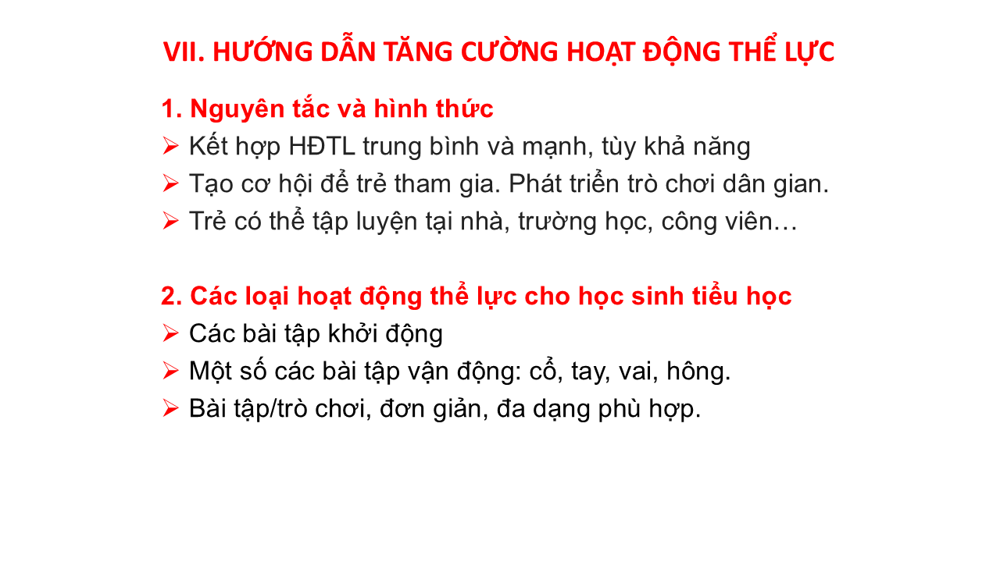 VII. HƯỚNG DẪN TĂNG CƯỜNG HOẠT ĐỘNG THỂ LỰC
1. Nguyên tắc và hình thức
➢ Kết hợp HĐTL trung bình và mạnh, tùy khả năng
➢ Tạo cơ hội để trẻ tham gia. Phát triển trò chơi dân gian.
➢ Trẻ có thể tập luyện tại nhà, trường học, công viên…
2. Các loại hoạt động thể lực cho học sinh tiểu học
➢ Các bài tập khởi động
➢ Một số các bài tập vận động: cổ, tay, vai, hông.
➢ Bài tập/trò chơi, đơn giản, đa dạng phù hợp.